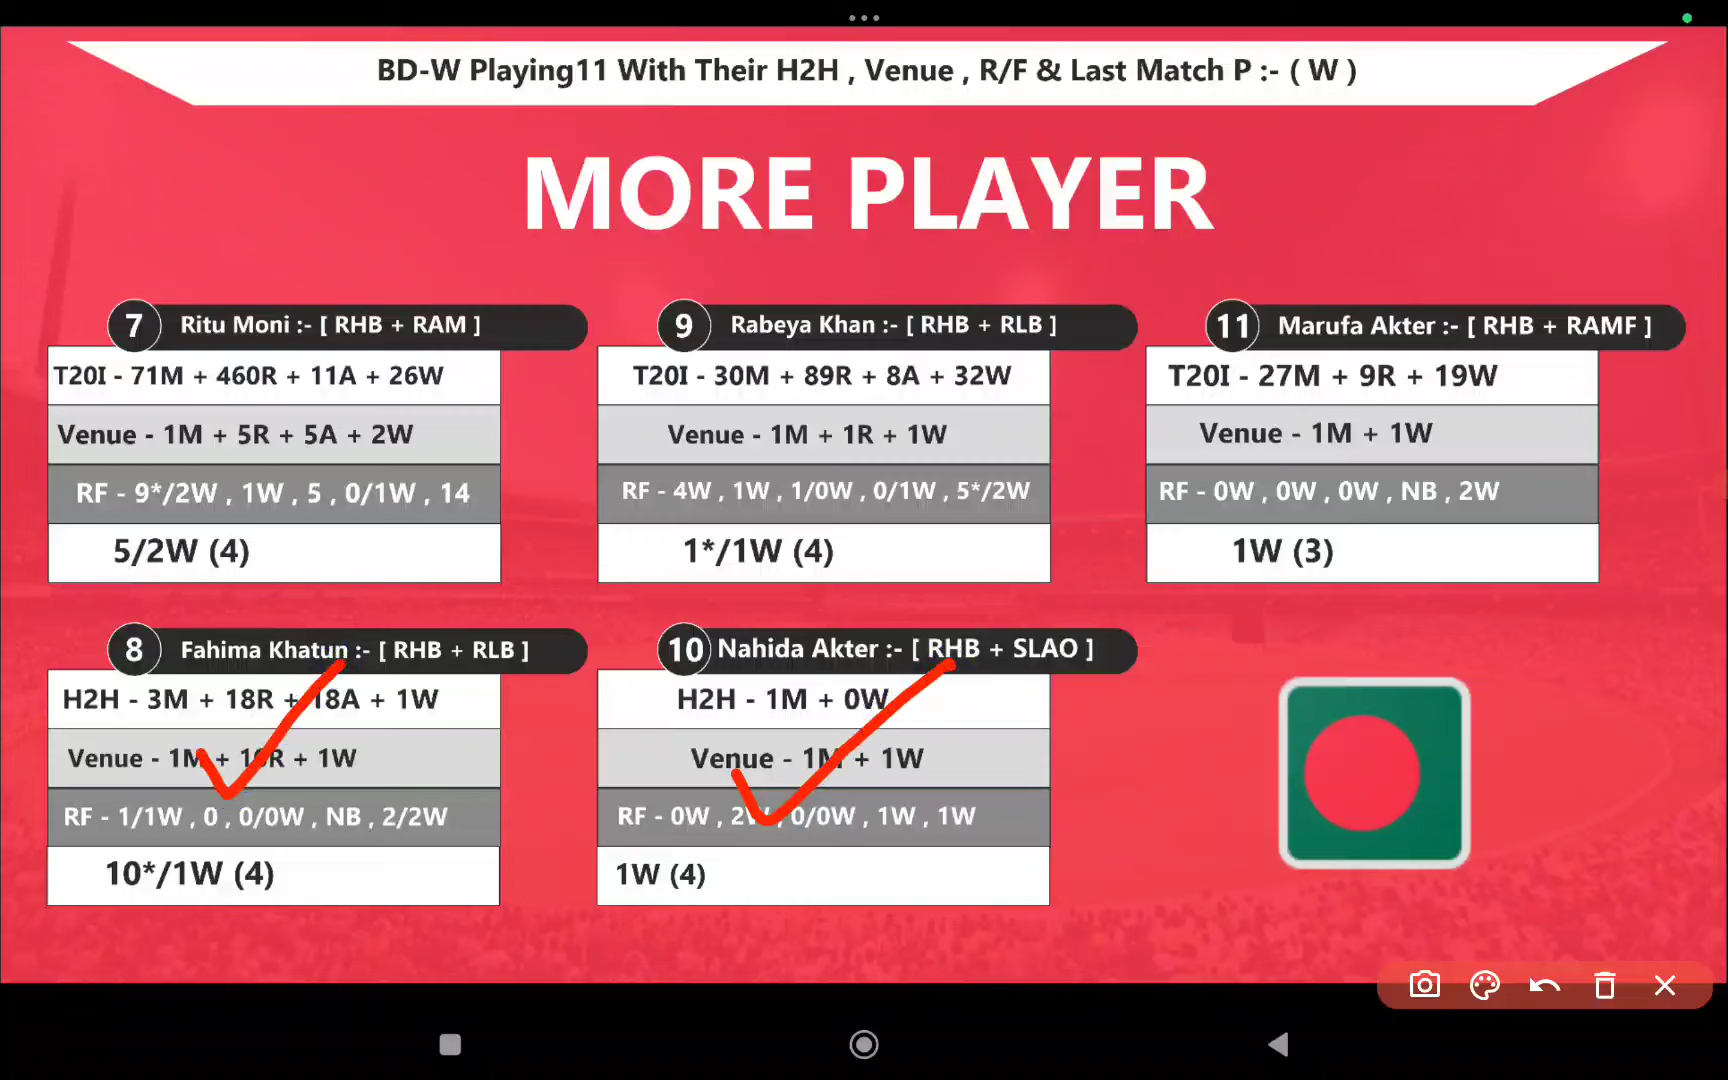 BD-W Playing11 With Their H2H , Venue , R/F & Last Match P :- ( W )
MORE PLAYER
7 Ritu Moni :- [ RHB + RAM ]
T20I - 71M + 460R + 11A + 26W
Venue - 1M + 5R + 5A + 2W
RF - 9*/2W , 1W , 5 , 0/1W , 14
5/2W (4)
9 Rabeya Khan :- [ RHB + RLB ]
T20I - 30M + 89R + 8A + 32W
Venue - 1M + 1R + 1W
RF - 4W , 1W , 1/0W , 0/1W , 5*/2W
1*/1W (4)
11 Marufa Akter :- [ RHB + RAMF ]
T20I - 27M + 9R + 19W
Venue - 1M + 1W
RF - 0W , 0W , 0W , NB , 2W
1W (3)
8 Fahima Khatun :- [ RHB + RLB ]
H2H - 3M + 18R + 18A + 1W
Venue - 1M + 10R + 1W
RF - 1/1W , 0 , 0/0W , NB , 2/2W
10*/1W (4)
10 Nahida Akter :- [ RHB + SLAO ]
H2H - 1M + 0W
Venue - 1M + 1W
RF - 0W , 2W , 0/0W , 1W , 1W
1W (4)